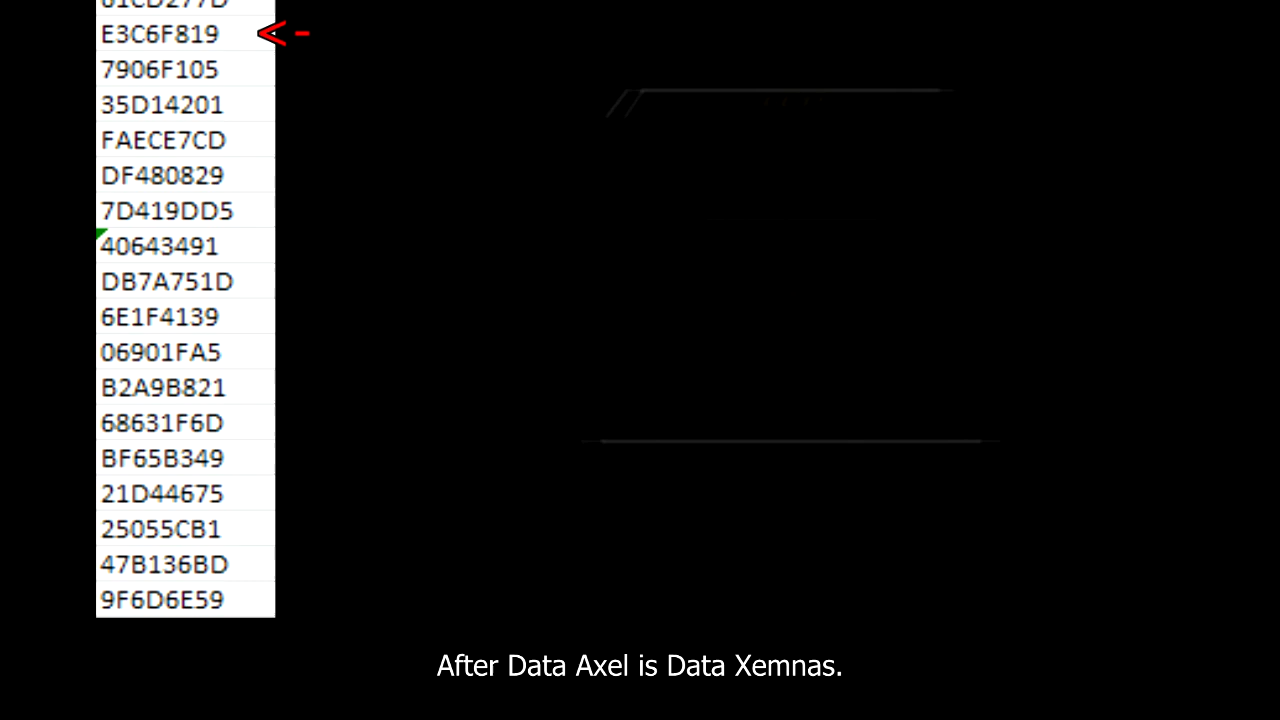 E3C6F819 <-
7906F105
35D14201
FAECE7CD
DF480829
7D419DD5
40643491
DB7A751D
6E1F4139
06901FA5
B2A9B821
68631F6D
BF65B349
21D44675
25055CB1
47B136BD
9F6D6E59
After Data Axel is Data Xemnas.